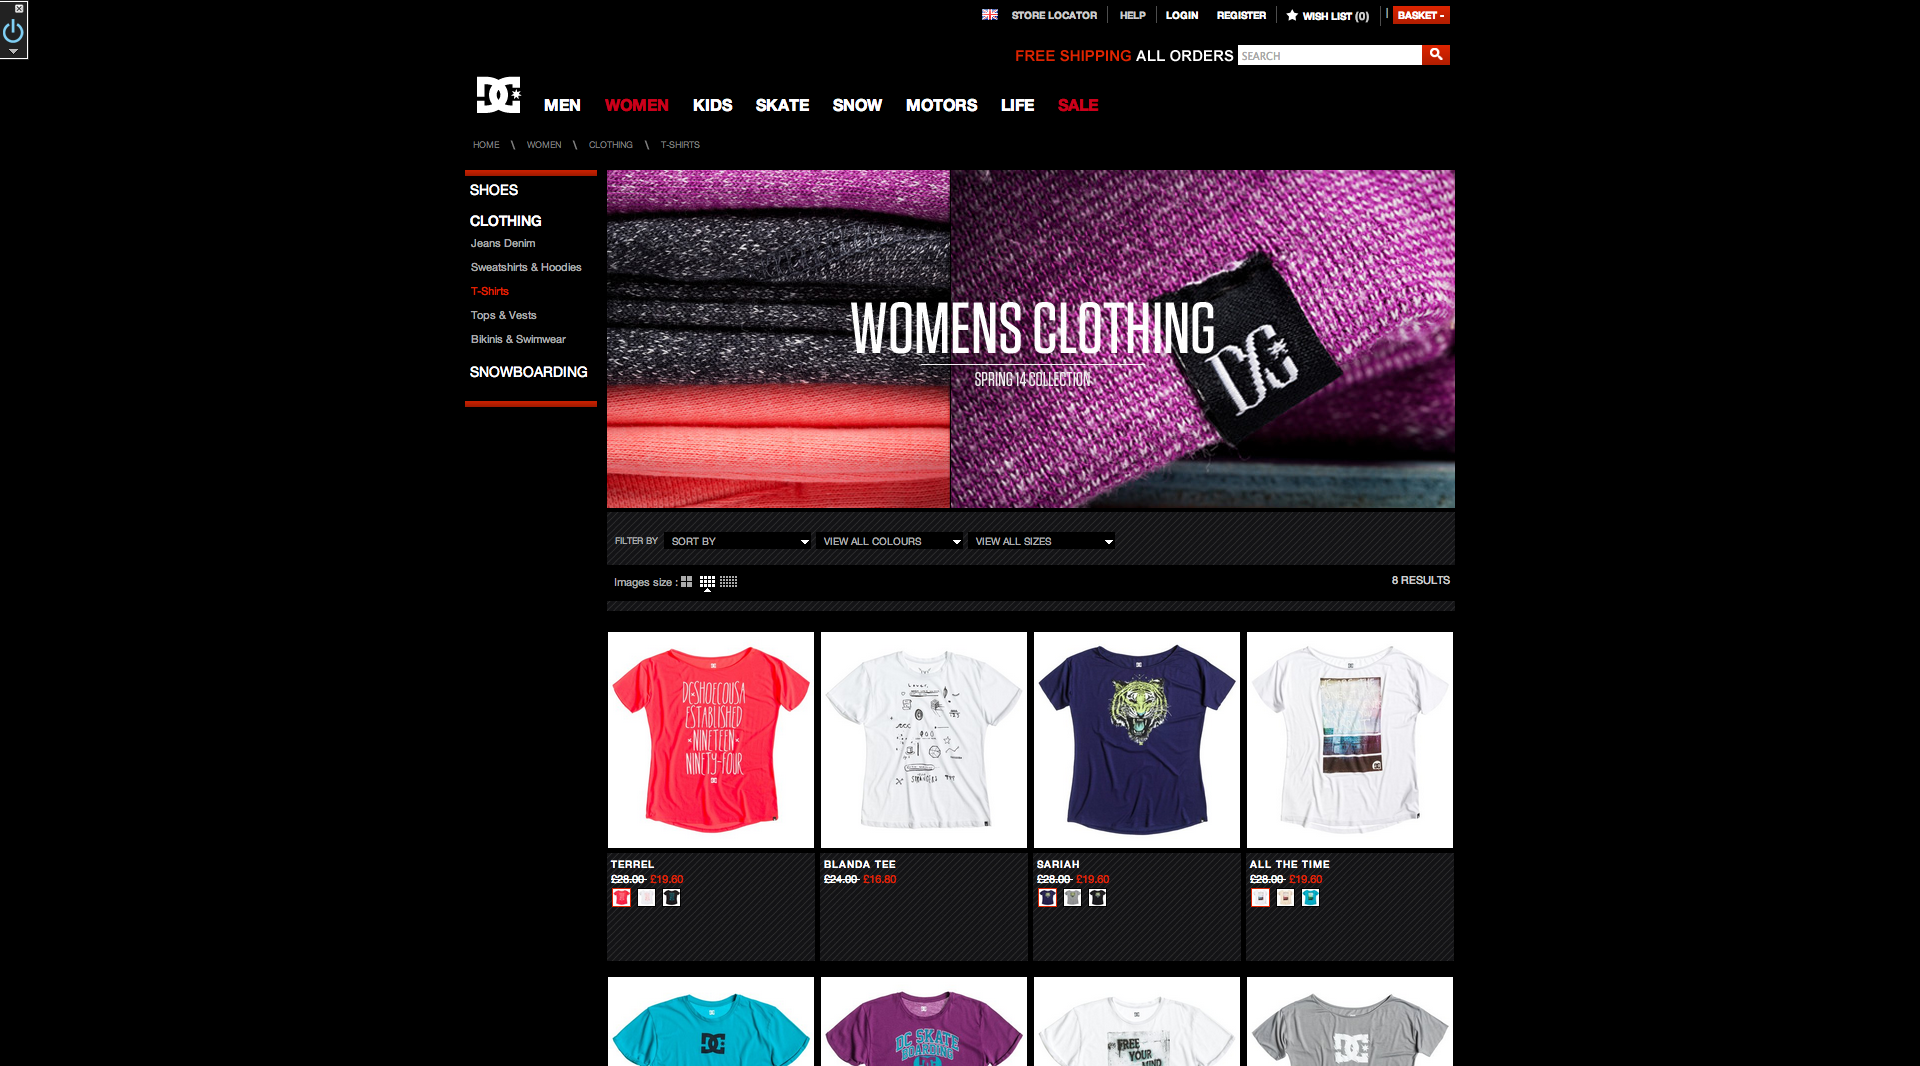 STORE LOCATOR
HELP
LOGIN
REGISTER
WISH LIST (0)
BASKET -
FREE SHIPPING ALL ORDERS
SEARCH
DC
MEN
WOMEN
KIDS
SKATE
SNOW
MOTORS
LIFE
SALE
HOME \ WOMEN \ CLOTHING \ T-SHIRTS
SHOES
CLOTHING
Jeans Denim
Sweatshirts & Hoodies
T-Shirts
Tops & Vests
Bikinis & Swimwear
SNOWBOARDING
WOMENS CLOTHING
SPRING 14 COLLECTION
DC
FILTER BY
SORT BY
VIEW ALL COLOURS
VIEW ALL SIZES
Images size :
8 RESULTS
DCSHOECOUSA
ESTABLISHED
NINETEEN
NINETY-FOUR
TERREL
£28.00 £19.60
BLANDA TEE
£24.00 £16.80
SARIAH
£28.00 £19.60
ALL THE TIME
£28.00 £19.60
DC
DC SKATE
BOARDING
FREE
YOUR
MIND
DC